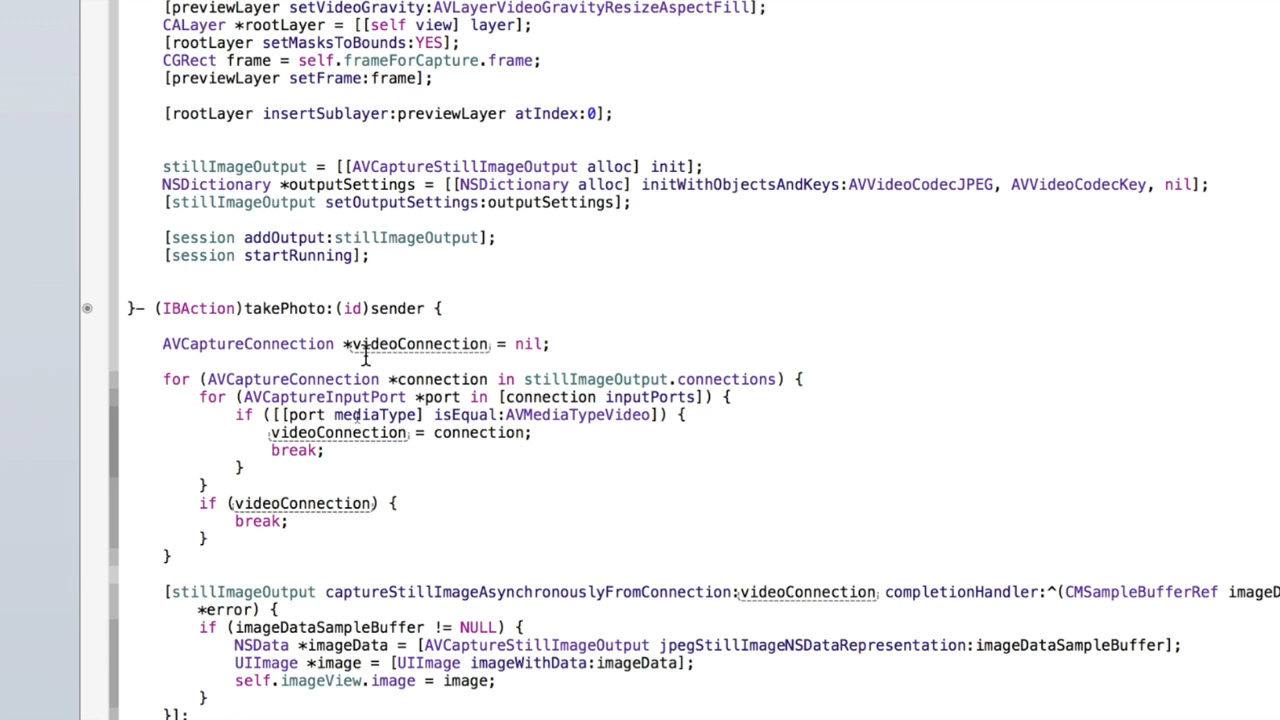 [previewLayer setVideoGravity:AVLayerVideoGravityResizeAspectFill];
CALayer *rootLayer = [[self view] layer];
[rootLayer setMasksToBounds:YES];
CGRect frame = self.frameForCapture.frame;
[previewLayer setFrame:frame];
[rootLayer insertSublayer:previewLayer atIndex:0];
stillImageOutput = [[AVCaptureStillImageOutput alloc] init];
NSDictionary *outputSettings = [[NSDictionary alloc] initWithObjectsAndKeys:AVVideoCodecJPEG, AVVideoCodecKey, nil];
[stillImageOutput setOutputSettings:outputSettings];
[session addOutput:stillImageOutput];
[session startRunning];
}- (IBAction)takePhoto:(id)sender {
AVCaptureConnection *videoConnection = nil;
for (AVCaptureConnection *connection in stillImageOutput.connections) {
for (AVCaptureInputPort *port in [connection inputPorts]) {
if ([[port mediaType] isEqual:AVMediaTypeVideo]) {
videoConnection = connection;
break;
}
}
if (videoConnection) {
break;
}
}
[stillImageOutput captureStillImageAsynchronouslyFromConnection:videoConnection completionHandler:^(CMSampleBufferRef imageD
*error) {
if (imageDataSampleBuffer != NULL) {
NSData *imageData = [AVCaptureStillImageOutput jpegStillImageNSDataRepresentation:imageDataSampleBuffer];
UIImage *image = [UIImage imageWithData:imageData];
self.imageView.image = image;
}
}];